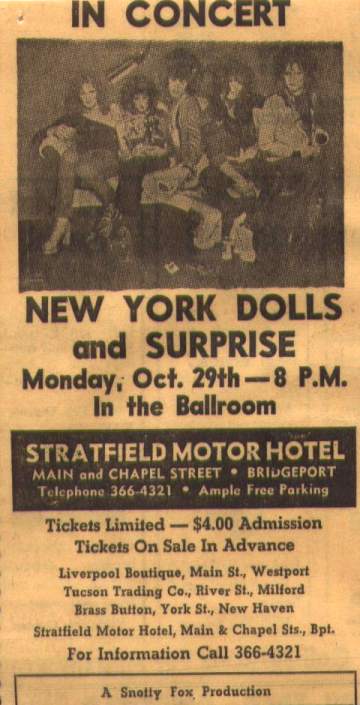 IN CONCERT
NEW YORK DOLLS
and SURPRISE
Monday, Oct. 29th — 8 P.M.
In the Ballroom
STRATFIELD MOTOR HOTEL
MAIN and CHAPEL STREET • BRIDGEPORT
Telephone 366-4321 • Ample Free Parking
Tickets Limited — $4.00 Admission
Tickets On Sale In Advance
Liverpool Boutique, Main St., Westport
Tucson Trading Co., River St., Milford
Brass Button, York St., New Haven
Stratfield Motor Hotel, Main & Chapel Sts., Bpt.
For Information Call 366-4321
A Snotty Fox Production